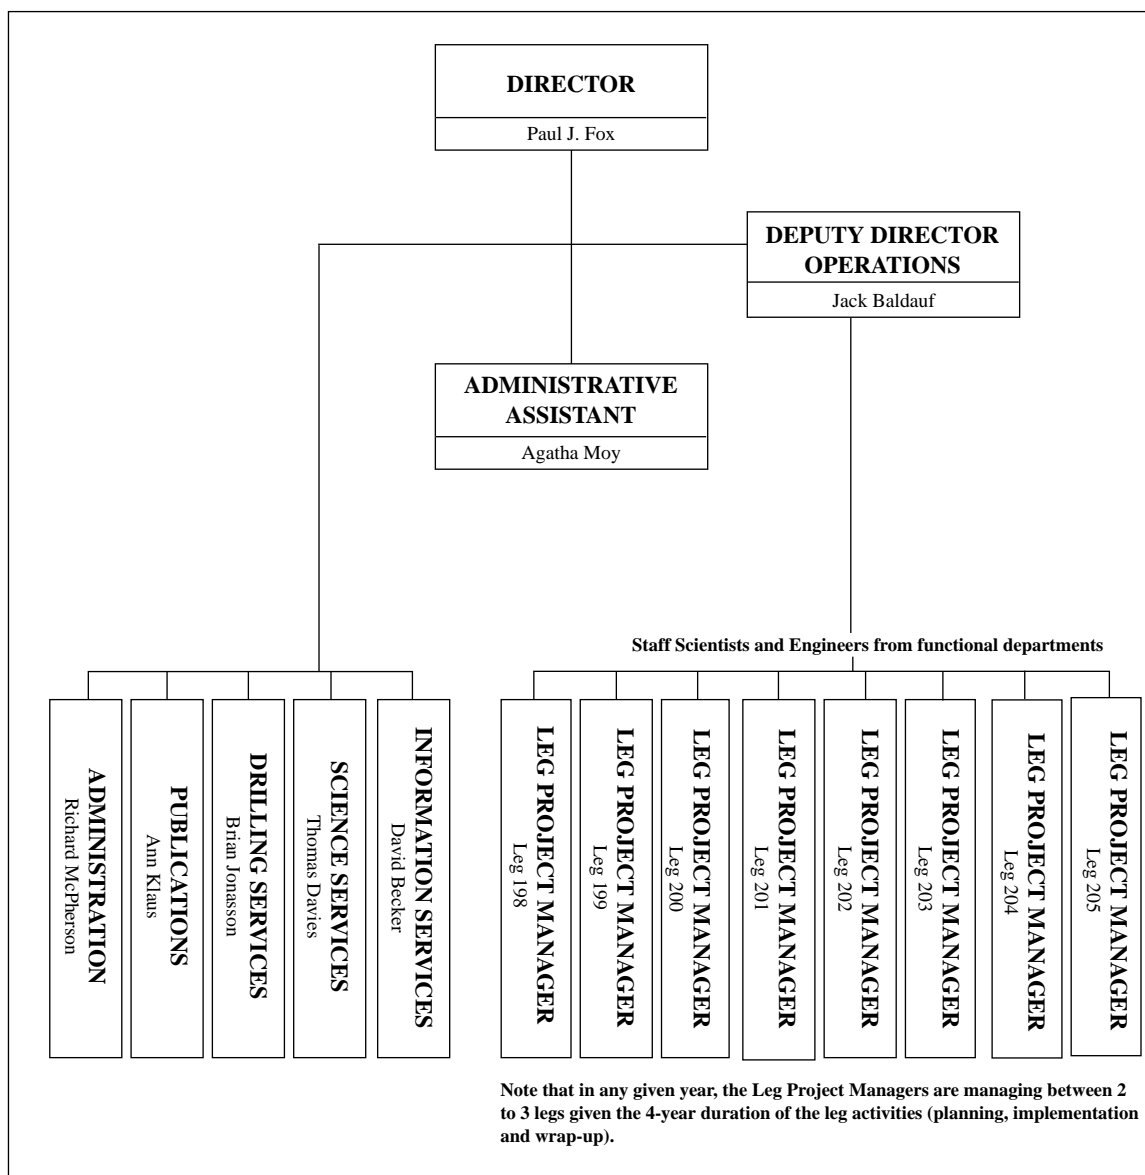 DIRECTOR
Paul J. Fox
DEPUTY DIRECTOR
OPERATIONS
Jack Baldauf
ADMINISTRATIVE
ASSISTANT
Agatha Moy
Staff Scientists and Engineers from functional departments
ADMINISTRATION
Richard McPherson
PUBLICATIONS
Ann Klaus
DRILLING SERVICES
Brian Jonasson
SCIENCE SERVICES
Thomas Davies
INFORMATION SERVICES
David Becker
LEG PROJECT MANAGER
Leg 198
LEG PROJECT MANAGER
Leg 199
LEG PROJECT MANAGER
Leg 200
LEG PROJECT MANAGER
Leg 201
LEG PROJECT MANAGER
Leg 202
LEG PROJECT MANAGER
Leg 203
LEG PROJECT MANAGER
Leg 204
LEG PROJECT MANAGER
Leg 205
Note that in any given year, the Leg Project Managers are managing between 2
to 3 legs given the 4-year duration of the leg activities (planning, implementation
and wrap-up).